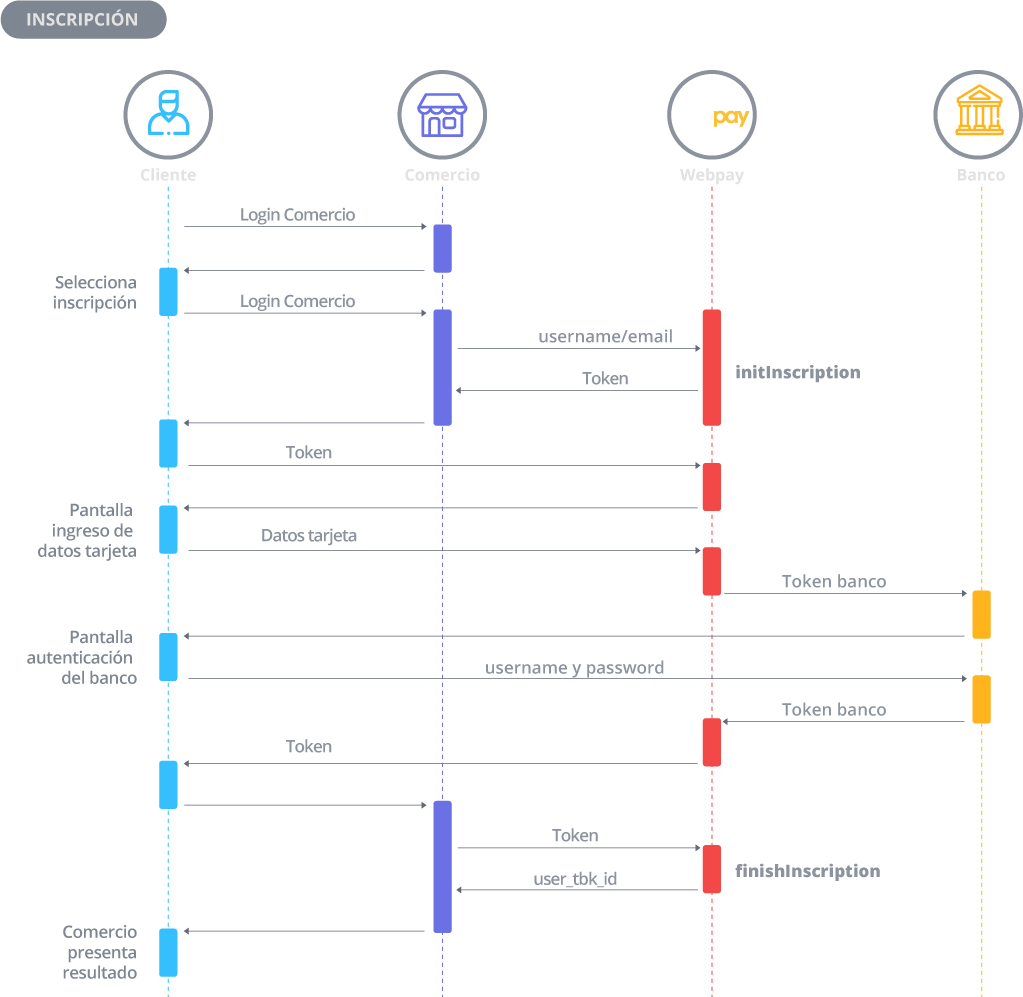 INSCRIPCIÓN
pay
Cliente
Comercio
Webpay
Banco
Login Comercio
Selecciona
inscripción
Login Comercio
username/email
initInscription
Token
Token
Pantalla
ingreso de
datos tarjeta
Datos tarjeta
Token banco
Pantalla
autenticación
del banco
username y password
Token banco
Token
Token
finishInscription
user_tbk_id
Comercio
presenta
resultado